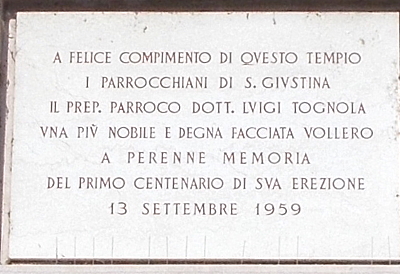 A FELICE COMPIMENTO DI QVESTO TEMPIO
I PARROCCHIANI DI S. GIVSTINA
IL PREP. PARROCO DOTT. LVIGI TOGNOLA
VNA PIÙ NOBILE E DEGNA FACCIATA VOLLERO
A PERENNE MEMORIA
DEL PRIMO CENTENARIO DI SVA EREZIONE
13 SETTEMBRE 1959